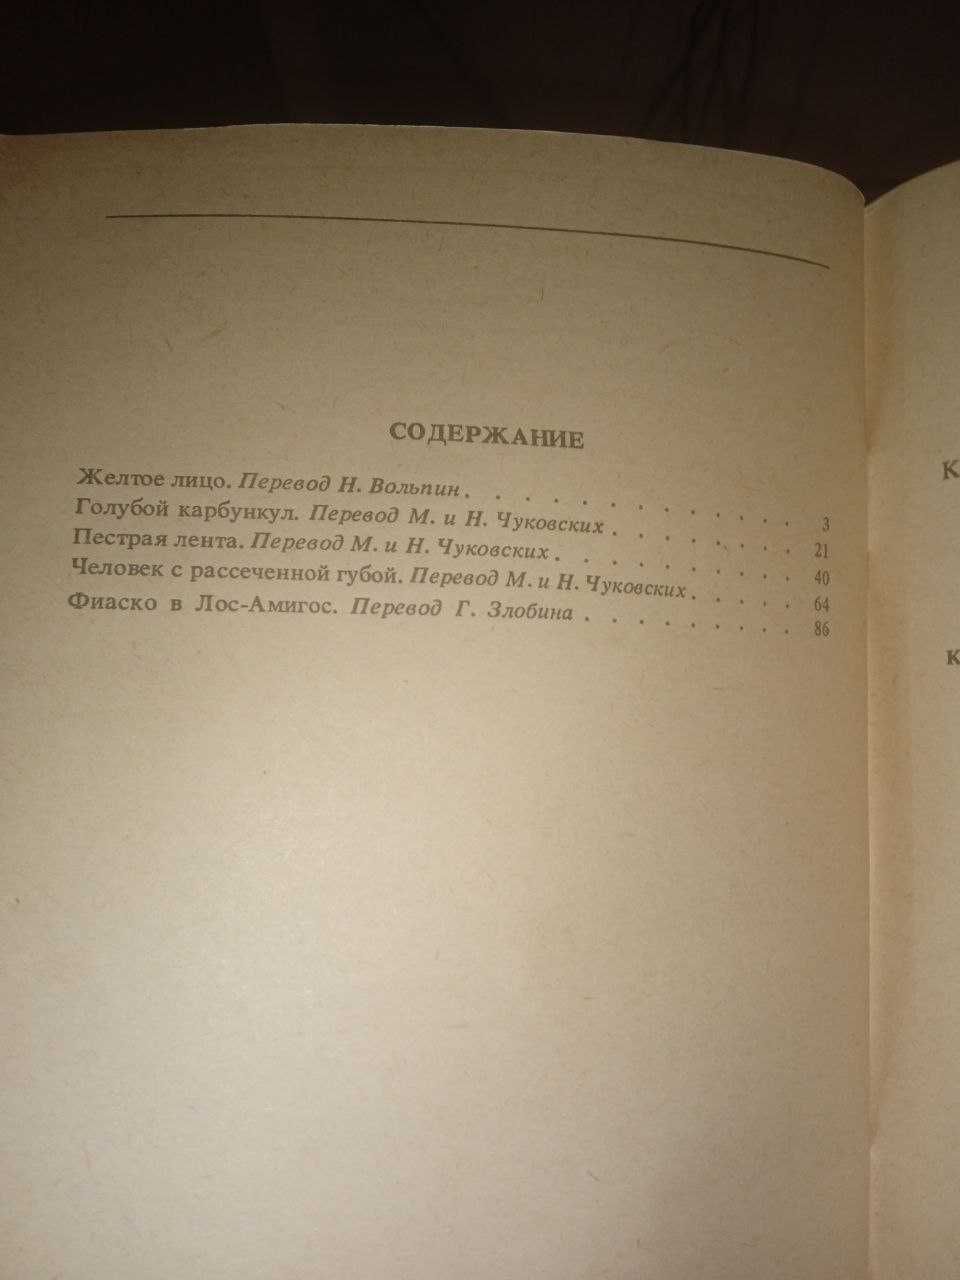 СОДЕРЖАНИЕ
Желтое лицо. Перевод Н. Вольпин . . . . . . . . . . . . 3
Голубой карбункул. Перевод М. и Н. Чуковских . . . . . . . 21
Пестрая лента. Перевод М. и Н. Чуковских . . . . . . . . . 40
Человек с рассеченной губой. Перевод М. и Н. Чуковских . . . . . 64
Фиаско в Лос-Амигос. Перевод Г. Злобина . . . . . . . . . 86
К
К